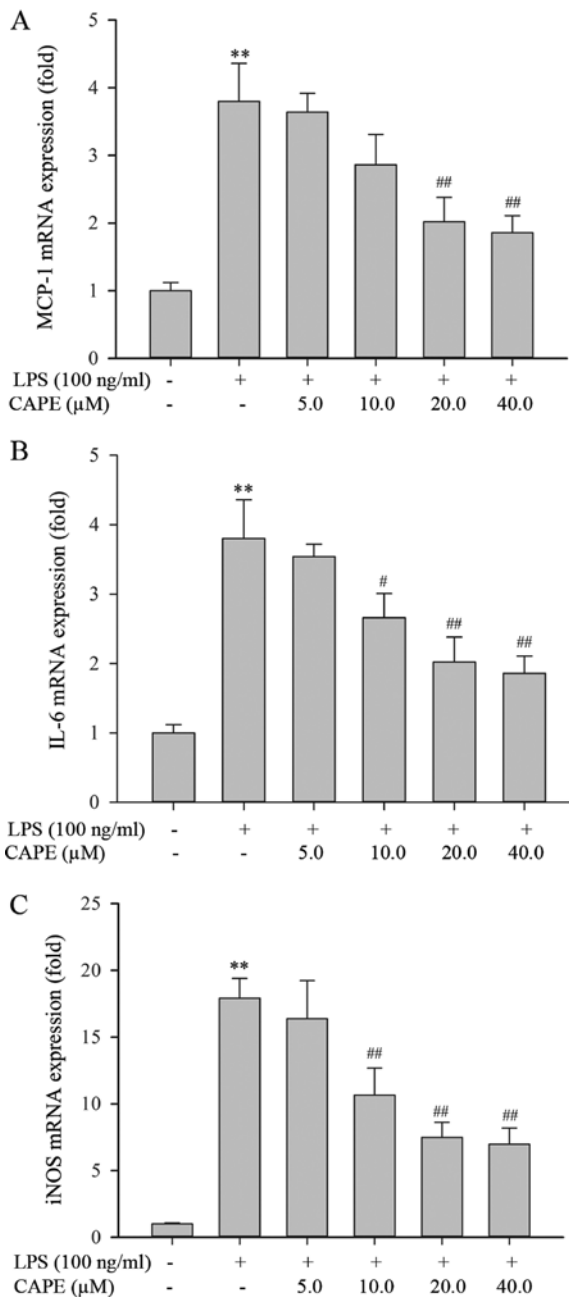 A
MCP-1 mRNA expression (fold)
5
4
3
2
1
0
**
##
##
LPS (100 ng/ml) - + + + + +
CAPE (µM) - - 5.0 10.0 20.0 40.0
B
IL-6 mRNA expression (fold)
5
4
3
2
1
0
**
#
##
##
LPS (100 ng/ml) - + + + + +
CAPE (µM) - - 5.0 10.0 20.0 40.0
C
iNOS mRNA expression (fold)
25
20
15
10
5
0
**
##
##
##
LPS (100 ng/ml) - + + + + +
CAPE (µM) - - 5.0 10.0 20.0 40.0